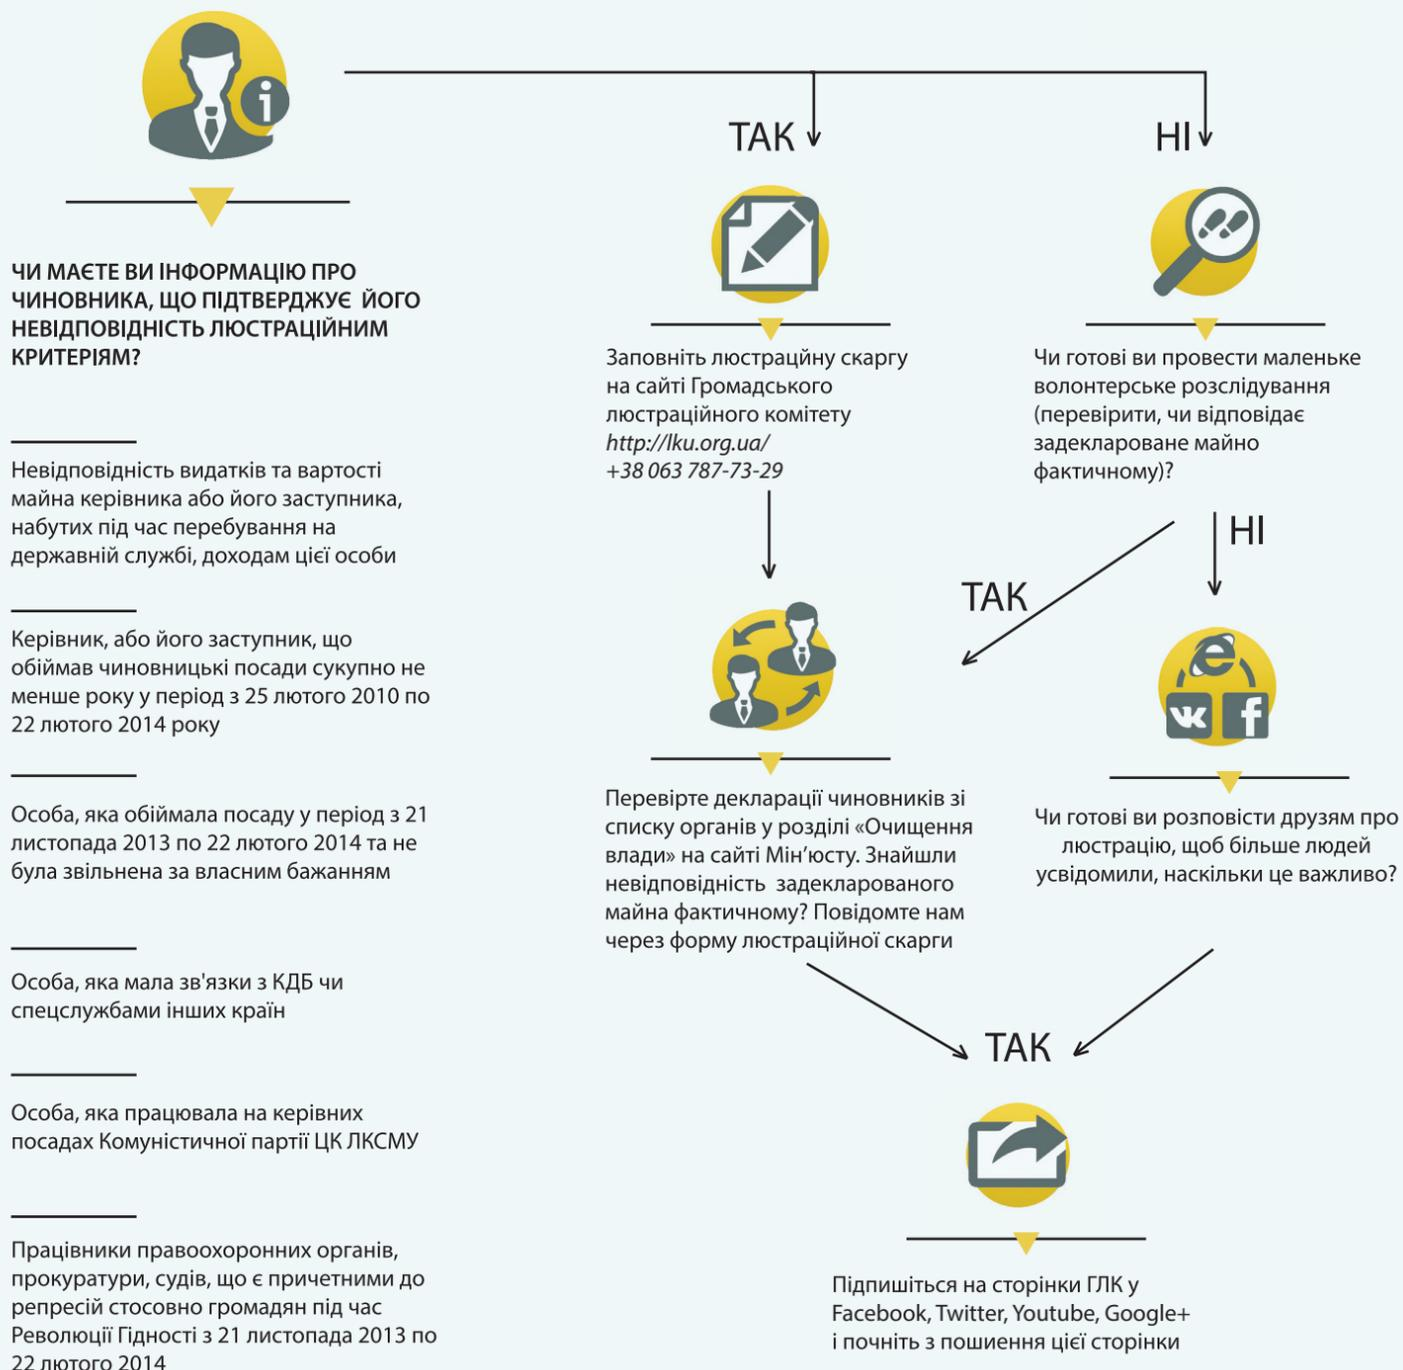 ТАК
НІ
ЧИ МАЄТЕ ВИ ІНФОРМАЦІЮ ПРО
ЧИНОВНИКА, ЩО ПІДТВЕРДЖУЄ ЙОГО
НЕВІДПОВІДНІСТЬ ЛЮСТРАЦІЙНИМ
КРИТЕРІЯМ?
Невідповідність видатків та вартості
майна керівника або його заступника,
набутих під час перебування на
державній службі, доходам цієї особи
Керівник, або його заступник, що
обіймав чиновницькі посади сукупно не
менше року у період з 25 лютого 2010 по
22 лютого 2014 року
Особа, яка обіймала посаду у період з 21
листопада 2013 по 22 лютого 2014 та не
була звільнена за власним бажанням
Особа, яка мала зв'язки з КДБ чи
спецслужбами інших країн
Особа, яка працювала на керівних
посадах Комуністичної партії ЦК ЛКСМУ
Працівники правоохоронних органів,
прокуратури, судів, що є причетними до
репресій стосовно громадян під час
Революції Гідності з 21 листопада 2013 по
22 лютого 2014
Заповніть люстраційну скаргу
на сайті Громадського
люстраційного комітету
http://lku.org.ua/
+38 063 787-73-29
Чи готові ви провести маленьке
волонтерське розслідування
(перевірити, чи відповідає
задеклароване майно
фактичному)?
НІ
ТАК
Перевірте декларації чиновників зі
списку органів у розділі «Очищення
влади» на сайті Мін’юсту. Знайшли
невідповідність задекларованого
майна фактичному? Повідомте нам
через форму люстраційної скарги
Чи готові ви розповісти друзям про
люстрацію, щоб більше людей
усвідомили, наскільки це важливо?
ТАК
Підпишіться на сторінки ГЛК у
Facebook, Twitter, Youtube, Google+
і почніть з пошиення цієї сторінки